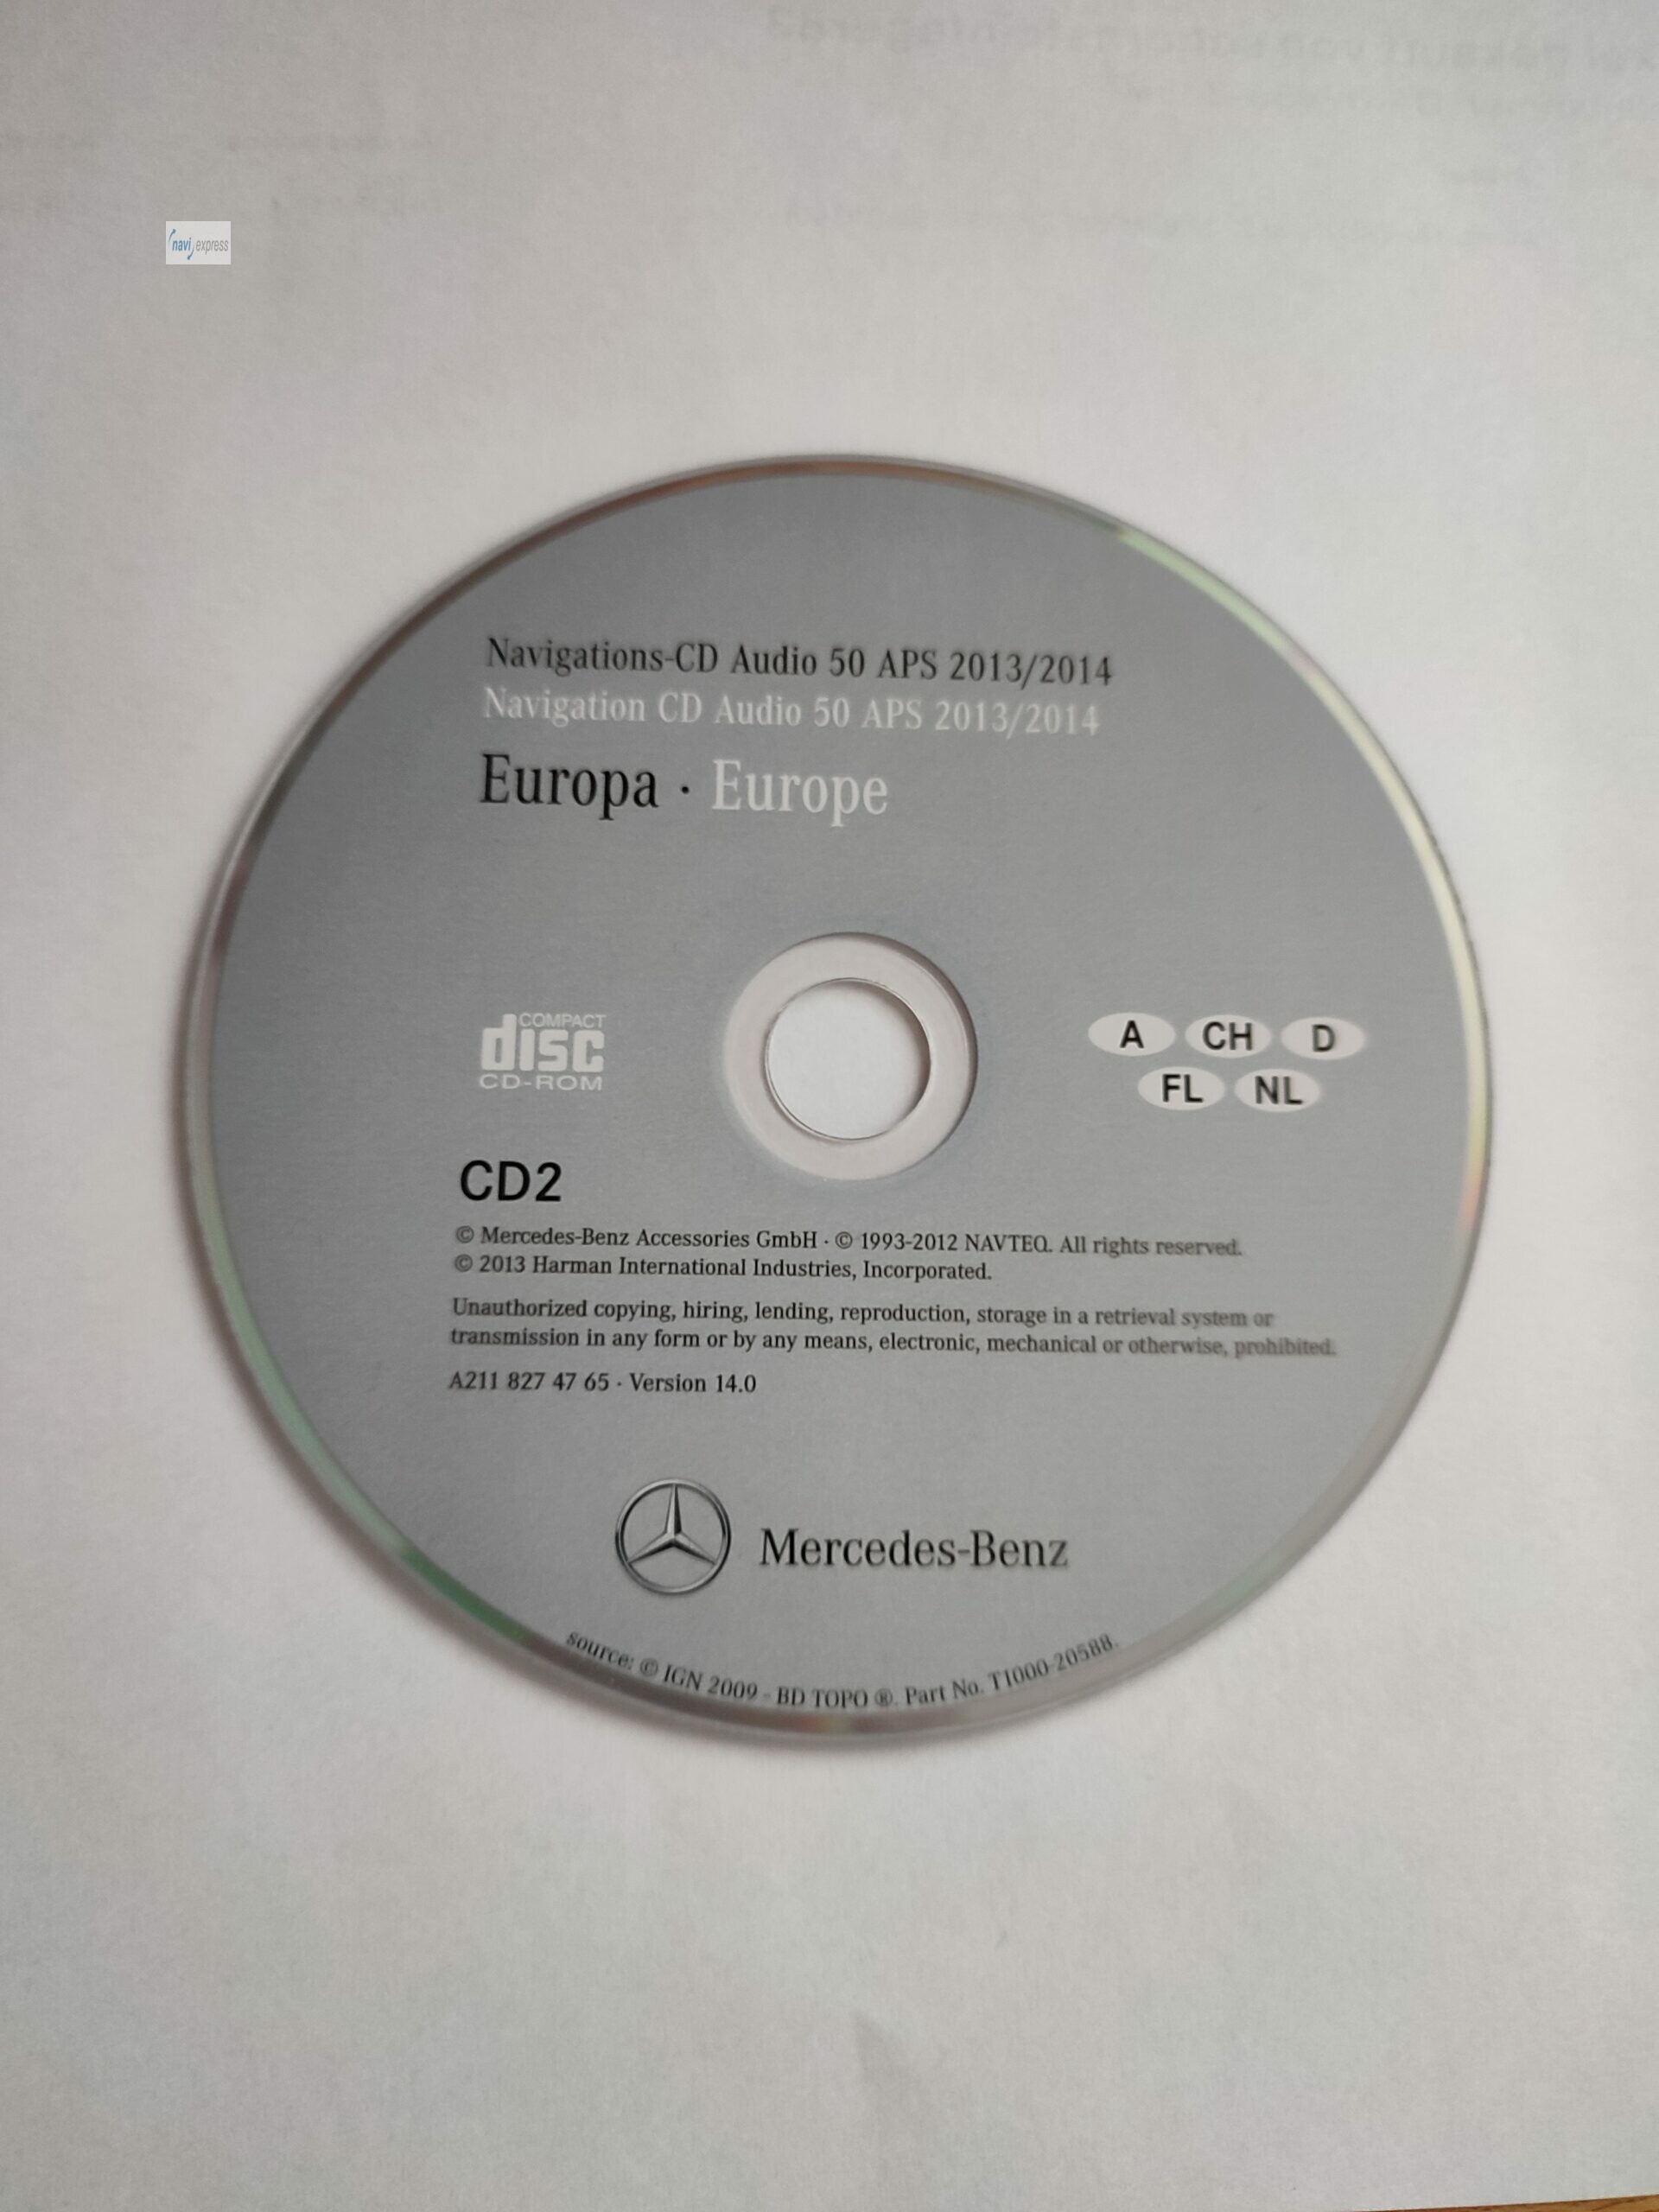 navi express
Navigations-CD Audio 50 APS 2013/2014
Navigation CD Audio 50 APS 2013/2014
Europa · Europe
COMPACT
disc
CD-ROM
A CH D
FL NL
CD2
© Mercedes-Benz Accessories GmbH · © 1993-2012 NAVTEQ. All rights reserved.
© 2013 Harman International Industries, Incorporated.
Unauthorized copying, hiring, lending, reproduction, storage in a retrieval system or
transmission in any form or by any means, electronic, mechanical or otherwise, prohibited.
A211 827 47 65 · Version 14.0
Mercedes-Benz
source: © IGN 2009 - BD TOPO ®. Part No. T1000-20588.